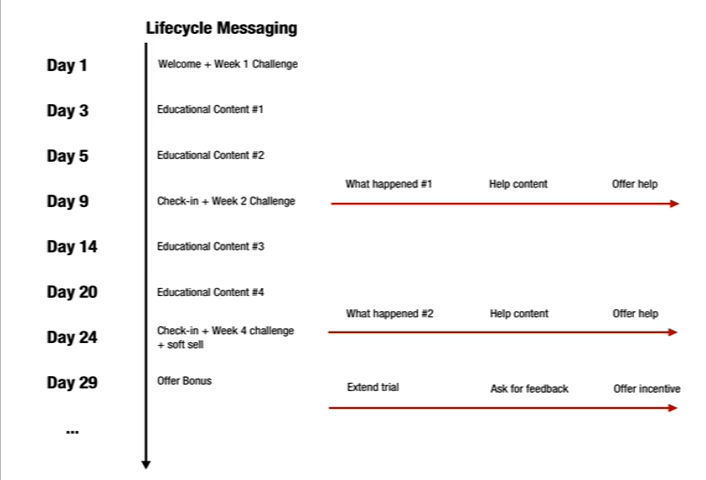 Lifecycle Messaging
Day 1
Welcome + Week 1 Challenge
Day 3
Educational Content #1
Day 5
Educational Content #2
What happened #1
Help content
Offer help
Day 9
Check-in + Week 2 Challenge
Day 14
Educational Content #3
Day 20
Educational Content #4
What happened #2
Help content
Offer help
Day 24
Check-in + Week 4 challenge
+ soft sell
Day 29
Offer Bonus
Extend trial
Ask for feedback
Offer incentive
...